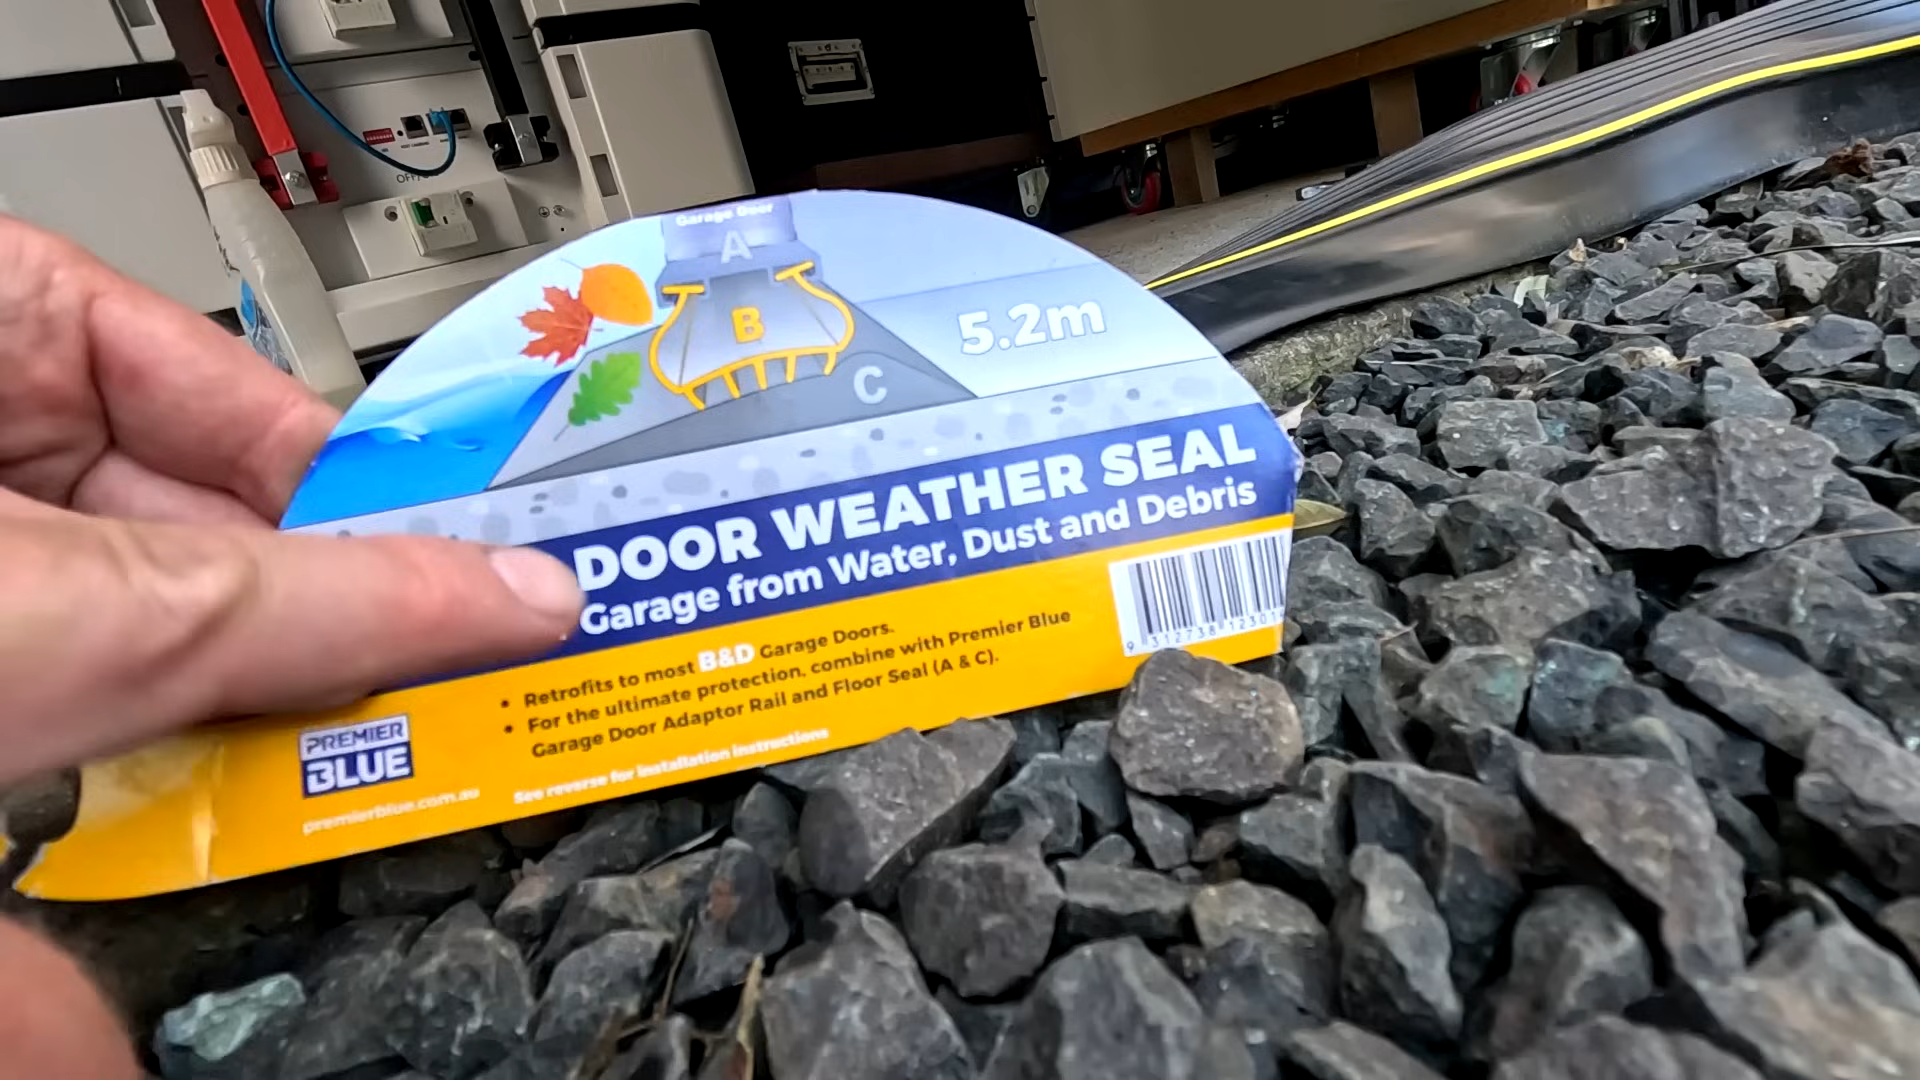 Garage Door
A
B
C
5.2m
DOOR WEATHER SEAL
Garage from Water, Dust and Debris
• Retrofits to most B&D Garage Doors.
• For the ultimate protection, combine with Premier Blue
Garage Door Adaptor Rail and Floor Seal (A & C).
See reverse for installation instructions
PREMIER
BLUE
premierblue.com.au